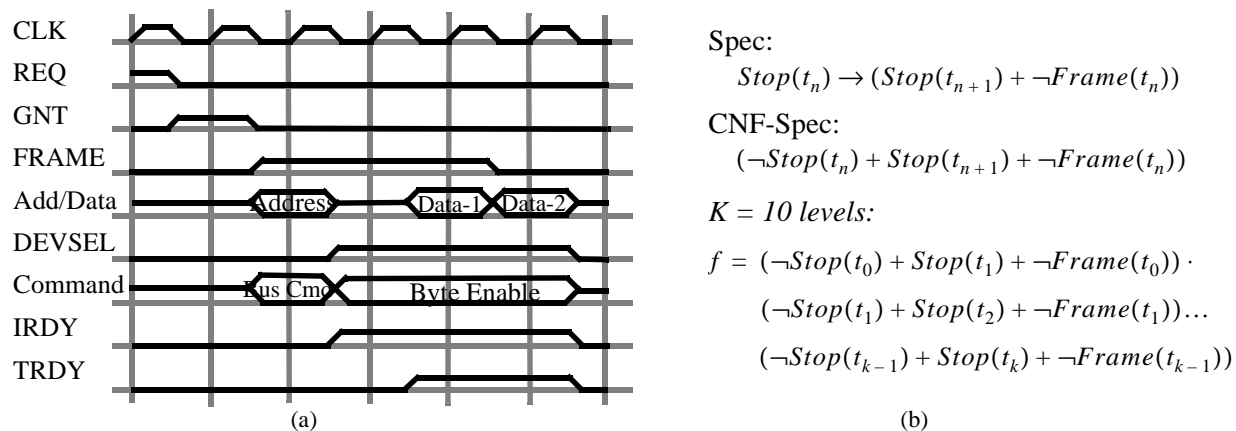 CLK
REQ
GNT
FRAME
Add/Data
Address
Data-1
Data-2
DEVSEL
Command
Bus Cmd
Byte Enable
IRDY
TRDY
(a)
Spec:
Stop(tₙ) → (Stop(tₙ₊₁) + ¬Frame(tₙ))
CNF-Spec:
(¬Stop(tₙ) + Stop(tₙ₊₁) + ¬Frame(tₙ))
K = 10 levels:
f = (¬Stop(t₀) + Stop(t₁) + ¬Frame(t₀)) ·
(¬Stop(t₁) + Stop(t₂) + ¬Frame(t₁))...
(¬Stop(tₖ₋₁) + Stop(tₖ) + ¬Frame(tₖ₋₁))
(b)